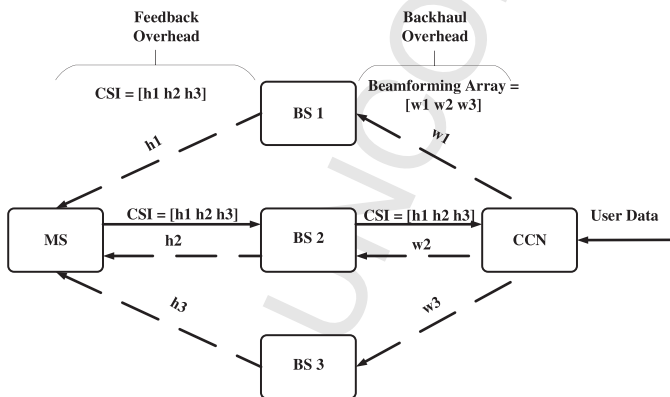 Feedback
Overhead
Backhaul
Overhead
CSI = [h1 h2 h3]
Beamforming Array =
[w1 w2 w3]
BS 1
h1
w1
CSI = [h1 h2 h3]
CSI = [h1 h2 h3]
User Data
MS
h2
BS 2
w2
CCN
h3
w3
BS 3
UNCO